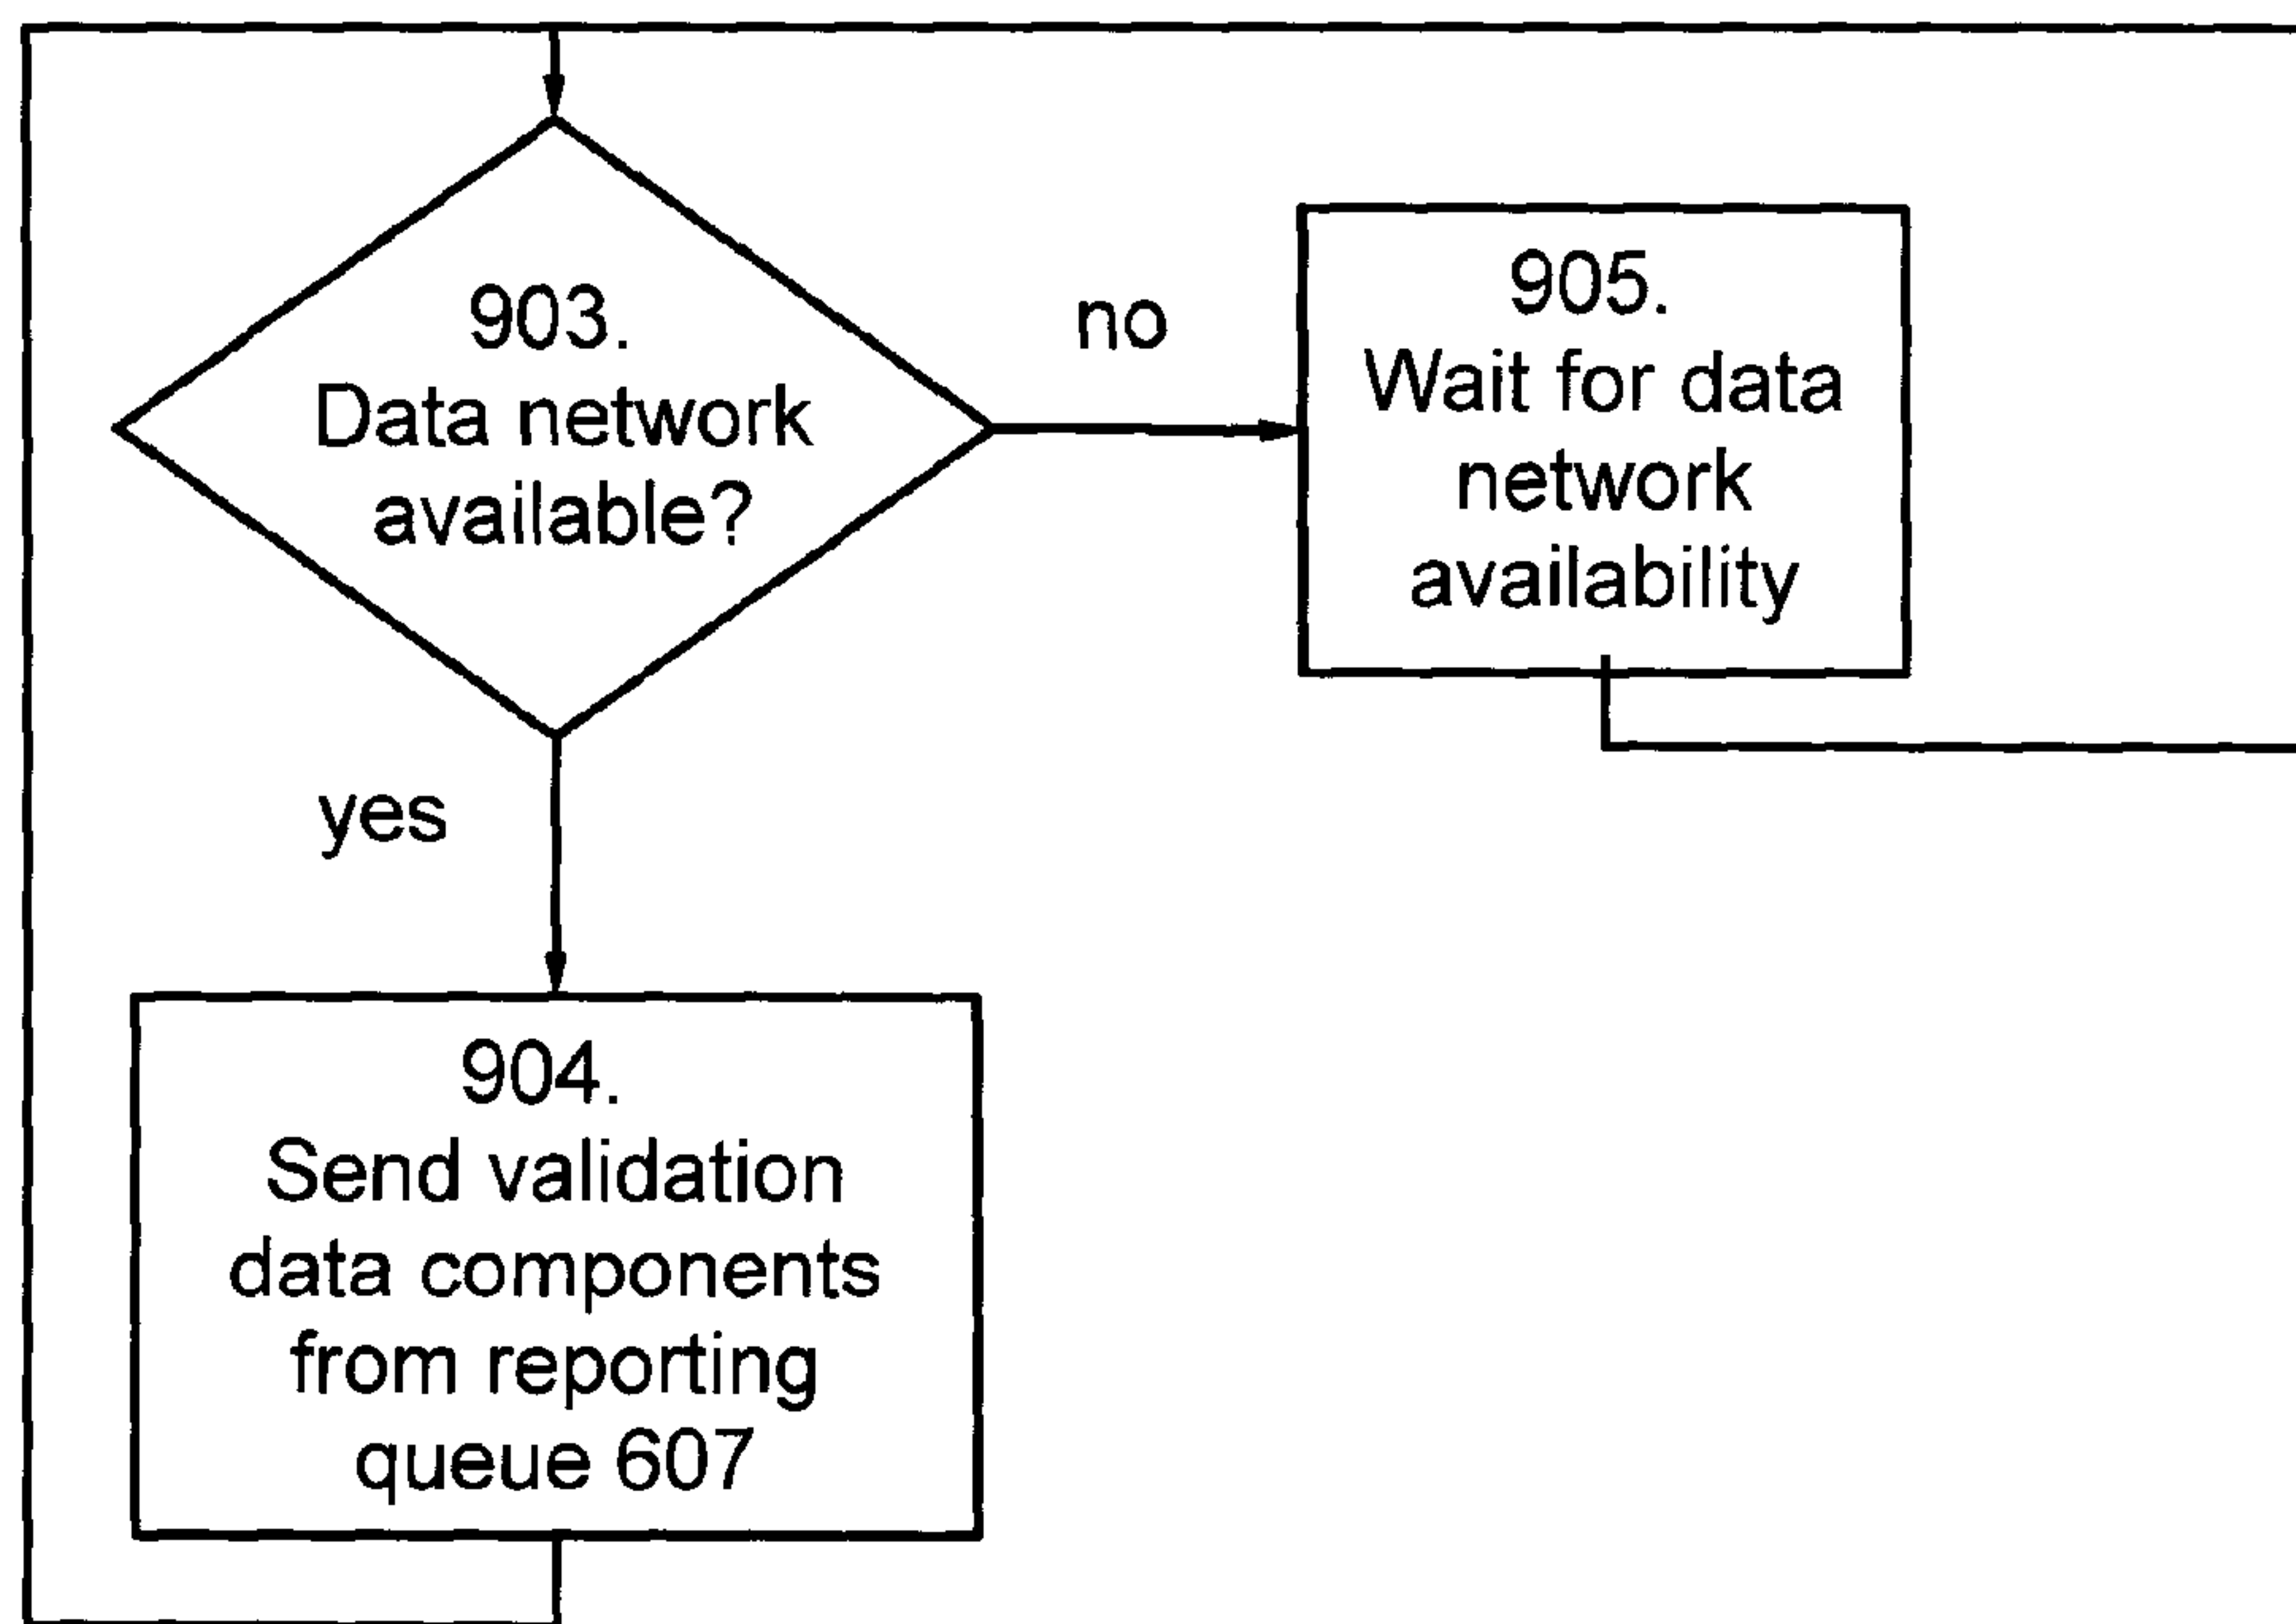 903.
Data network
available?
no
905.
Wait for data
network
availability
yes
904.
Send validation
data components
from reporting
queue 607